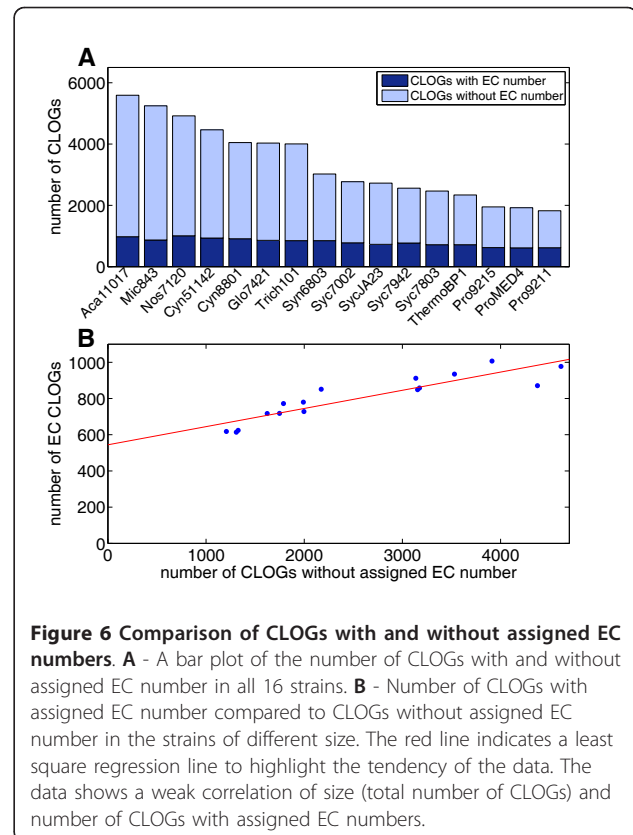 A
6000
4000
2000
0
number of CLOGs
CLOGs with EC number
CLOGs without EC number
Aca11017
Mic843
Nos7120
Cyn51142
Cyn8801
Glo7421
Trich101
Syn6803
Syc7002
SycJA23
Syc7942
Syc7803
ThermoBP1
Pro9215
ProMED4
Pro9211
B
1000
800
600
400
200
0
number of EC CLOGs
0 1000 2000 3000 4000
number of CLOGs without assigned EC number
Figure 6 Comparison of CLOGs with and without assigned EC
numbers. A - A bar plot of the number of CLOGs with and without
assigned EC number in all 16 strains. B - Number of CLOGs with
assigned EC number compared to CLOGs without assigned EC
number in the strains of different size. The red line indicates a least
square regression line to highlight the tendency of the data. The
data shows a weak correlation of size (total number of CLOGs) and
number of CLOGs with assigned EC numbers.